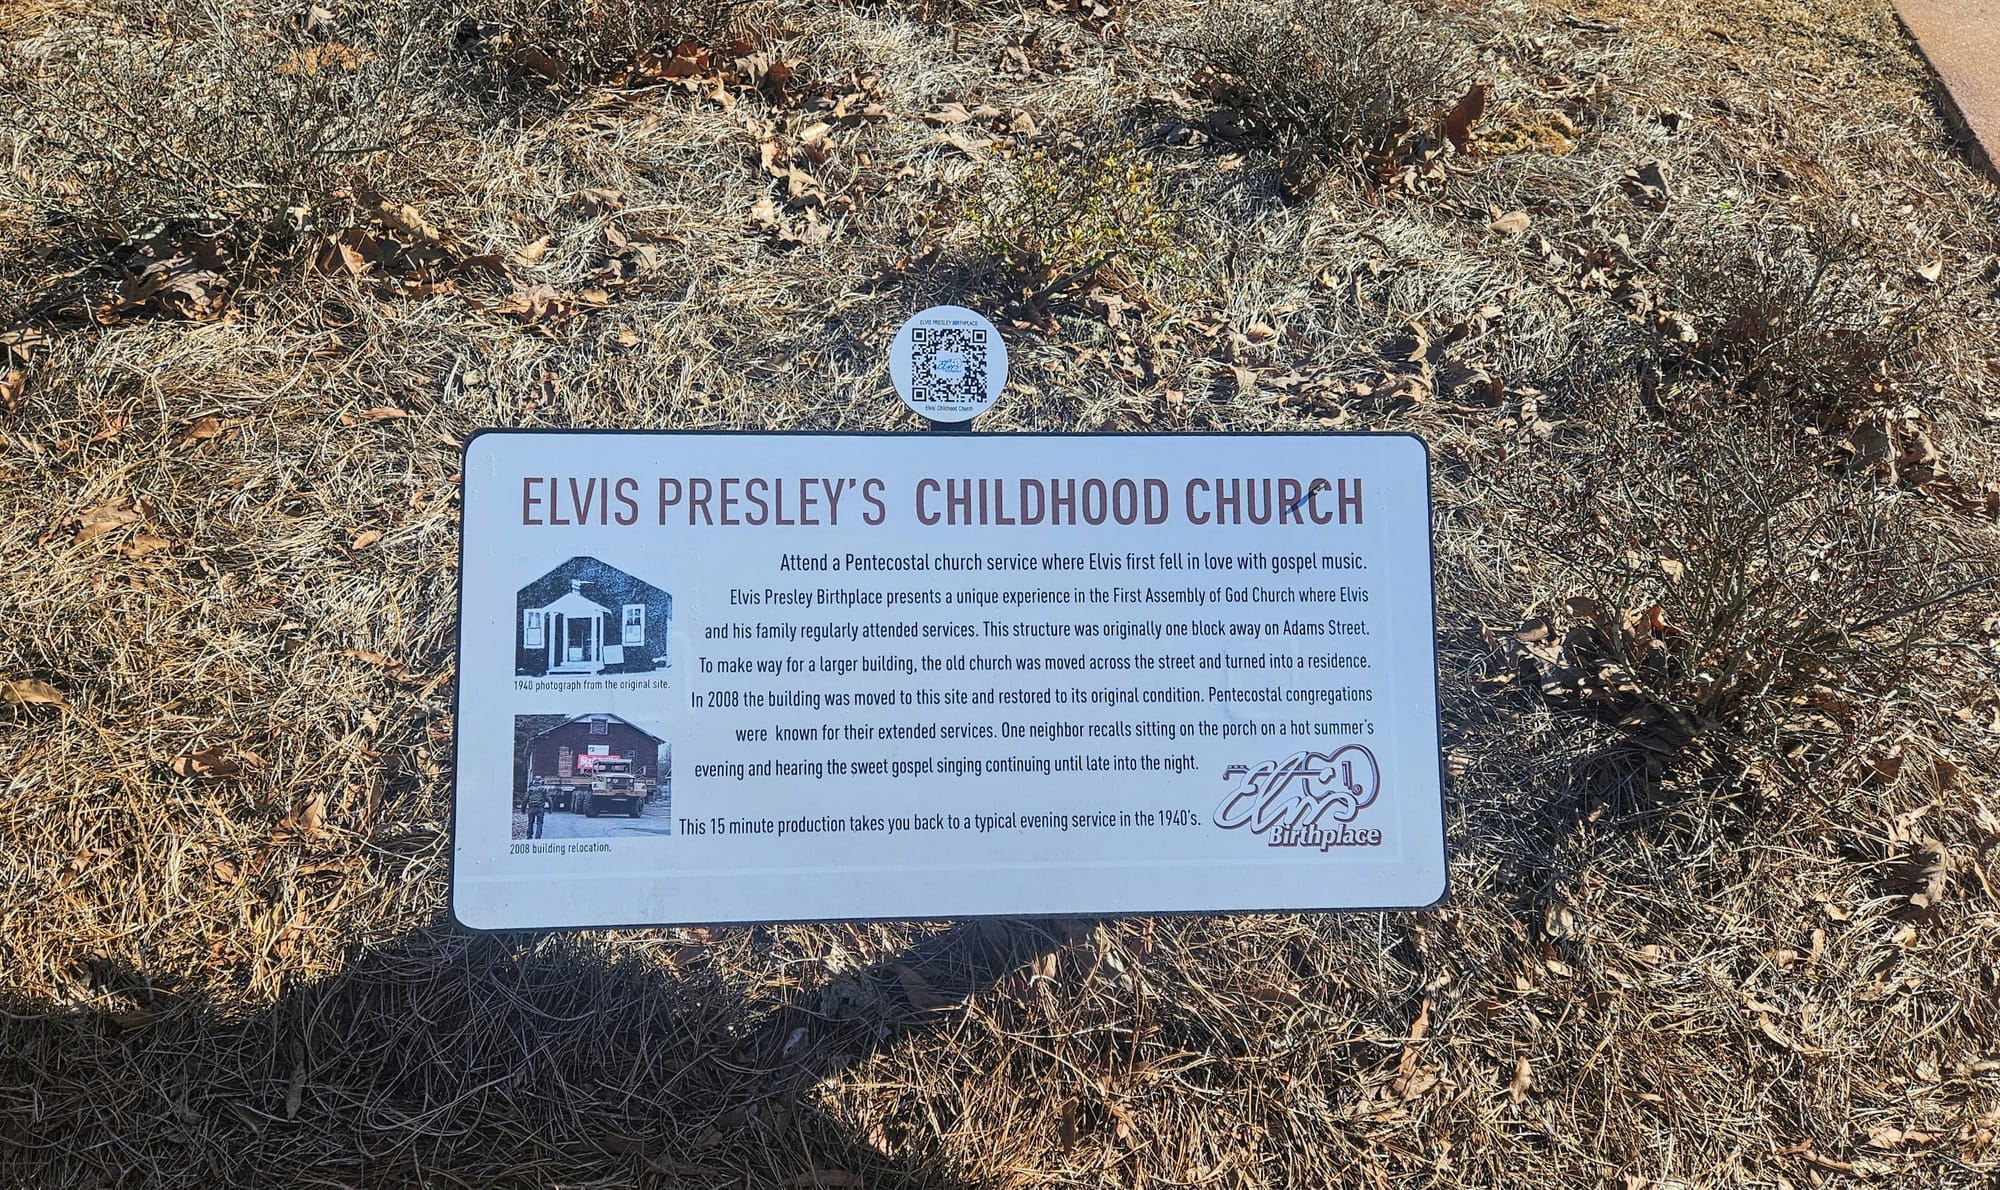 ELVIS PRESLEY BIRTHPLACE
Elvis
Elvis' Childhood Church
ELVIS PRESLEY'S CHILDHOOD CHURCH
Attend a Pentecostal church service where Elvis first fell in love with gospel music.
Elvis Presley Birthplace presents a unique experience in the First Assembly of God Church where Elvis
and his family regularly attended services. This structure was originally one block away on Adams Street.
To make way for a larger building, the old church was moved across the street and turned into a residence.
In 2008 the building was moved to this site and restored to its original condition. Pentecostal congregations
were known for their extended services. One neighbor recalls sitting on the porch on a hot summer's
evening and hearing the sweet gospel singing continuing until late into the night.
This 15 minute production takes you back to a typical evening service in the 1940's.
1940 photograph from the original site.
2008 building relocation.
Elvis
Birthplace